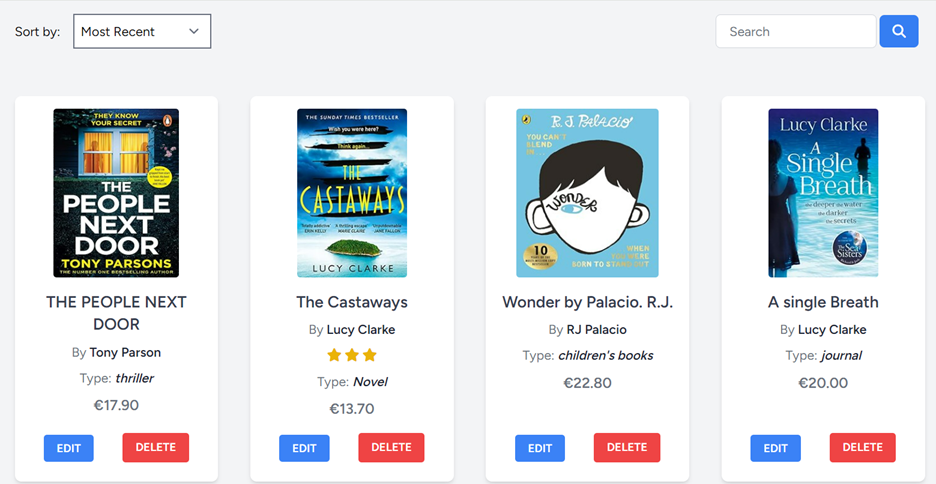 Sort by:
Most Recent
Search
THEY KNOW
YOUR SECRET
THE
PEOPLE
NEXT
DOOR
TONY PARSONS
THE NUMBER ONE BESTSELLING AUTHOR
THE PEOPLE NEXT
DOOR
By Tony Parson
Type: thriller
€17.90
EDIT
DELETE
THE SUNDAY TIMES BESTSELLER
Wish you were here?
Think again...
THE
CASTAWAYS
LUCY CLARKE
The Castaways
By Lucy Clarke
Type: Novel
€13.70
EDIT
DELETE
R.J. Palacio
YOU CAN'T
BLEND
IN...
WONDER
10
WHEN
YOU WERE
BORN TO STAND OUT
Wonder by Palacio. R.J.
By RJ Palacio
Type: children's books
€22.80
EDIT
DELETE
Lucy Clarke
A
Single
Breath
the deeper the water
the darker
the secrets
The Sea
Sisters
A single Breath
By Lucy Clarke
Type: journal
€20.00
EDIT
DELETE